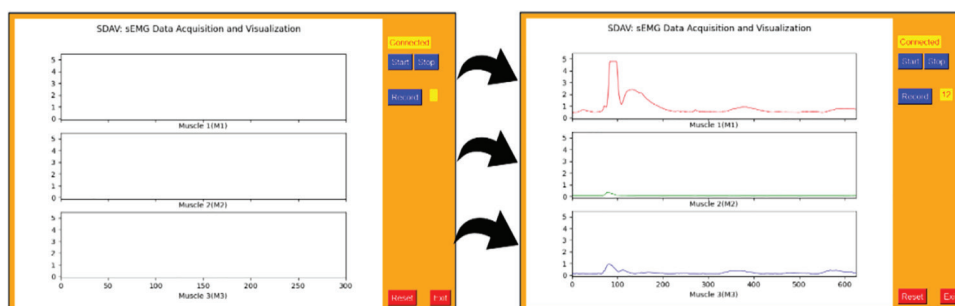 SDAV: sEMG Data Acquisition and Visualization
Connected
Start Stop
Record
5
4
3
2
1
0
Muscle 1(M1)
5
4
3
2
1
0
Muscle 2(M2)
5
4
3
2
1
0
0 50 100 150 200 250 300
Muscle 3(M3)
Reset Exit
SDAV: sEMG Data Acquisition and Visualization
Connected
Start Stop
Record 12
5
4
3
2
1
0
Muscle 1(M1)
5
4
3
2
1
0
Muscle 2(M2)
5
4
3
2
1
0
0 100 200 300 400 500 600
Muscle 3(M3)
Reset Exit